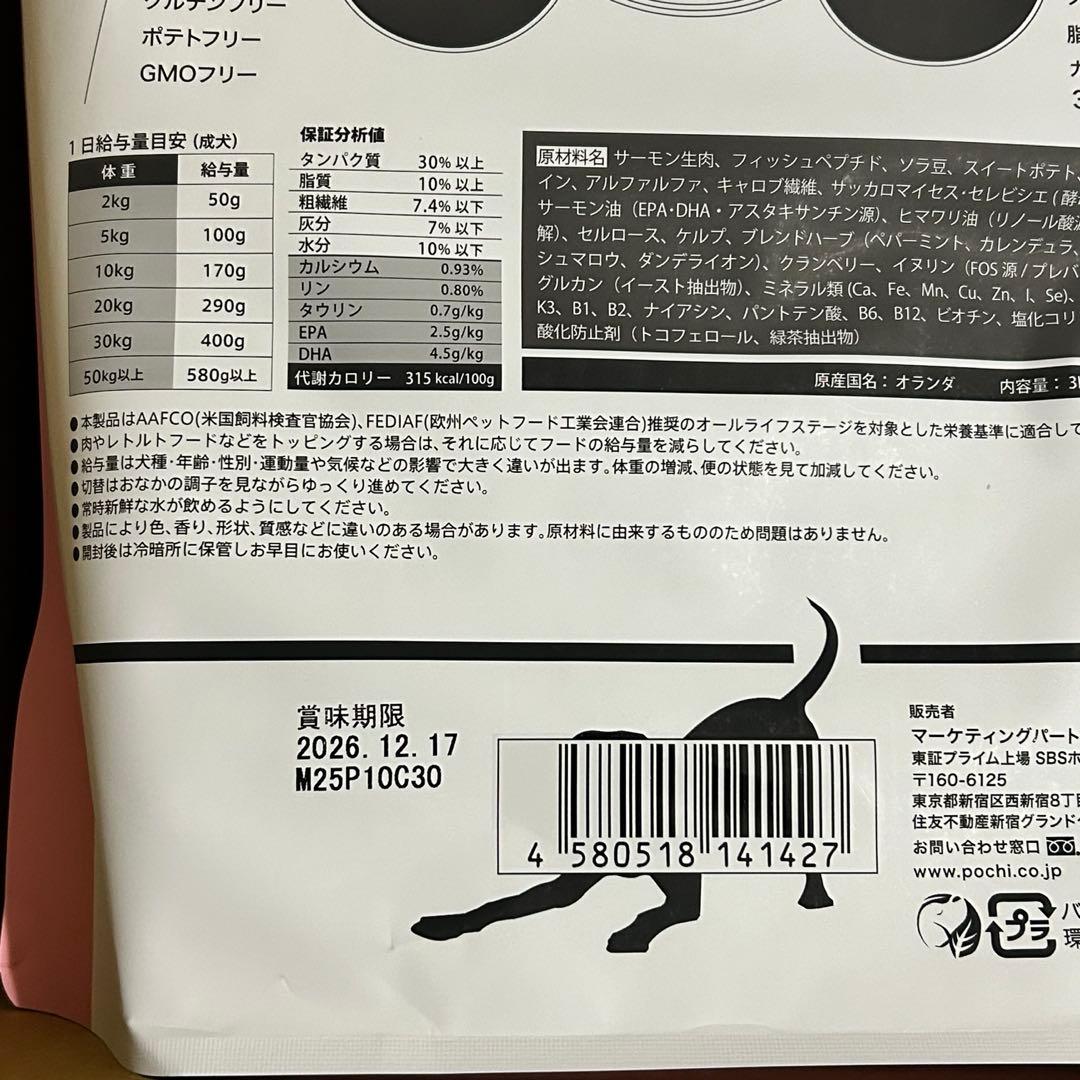 グルテンフリー
ポテトフリー
GMOフリー
脂
1日給与量目安 (成犬)
体重 給与量
2kg 50g
5kg 100g
10kg 170g
20kg 290g
30kg 400g
50kg以上 580g以上
保証分析値
タンパク質 30% 以上
脂質 10% 以上
粗繊維 7.4% 以下
灰分 7% 以下
水分 10% 以下
カルシウム 0.93%
リン 0.80%
タウリン 0.7g/kg
EPA 2.5g/kg
DHA 4.5g/kg
代謝カロリー 315 kcal/100g
原材料名 サーモン生肉、フィッシュペプチド、ソラ豆、スイートポテト、
イン、アルファルファ、キャロブ繊維、サッカロマイセス・セレビシエ (酵母
サーモン油（EPA・DHA・アスタキサンチン源）、ヒマワリ油（リノール酸源
解）、セルロース、ケルプ、ブレンドハーブ（ペパーミント、カレンデュラ、
シュマロウ、ダンデライオン）、クランベリー、イヌリン（FOS 源 / プレバ
グルカン（イースト抽出物）、ミネラル類 (Ca、Fe、Mn、Cu、Zn、I、Se)、
K3、B1、B2、ナイアシン、パントテン酸、B6、B12、ビオチン、塩化コリ
酸化防止剤（トコフェロール、緑茶抽出物）
原産国名：オランダ 内容量：3
●本製品はAAFCO(米国飼料検査官協会)、FEDIAF(欧州ペットフード工業会連合)推奨のオールライフステージを対象とした栄養基準に適合して
●肉やレトルトフードなどをトッピングする場合は、それに応じてフードの給与量を減らしてください。
●給与量は犬種・年齢・性別・運動量や気候などの影響で大きく違いが出ます。体重の増減、便の状態を見て加減してください。
●切替はおなかの調子を見ながらゆっくり進めてください。
●常時新鮮な水が飲めるようにしてください。
●製品により色、香り、形状、質感などに違いのある場合があります。原材料に由来するもののため問題はありません。
●開封後は冷暗所に保管しお早目にお使いください。
賞味期限
2026.12.17
M25P10C30
4 580518 141427
販売者
マーケティングパート
東証プライム上場 SBSホ
〒160-6125
東京都新宿区西新宿8丁
住友不動産新宿グランド
お問い合わせ窓口
www.pochi.co.jp
プラ
環